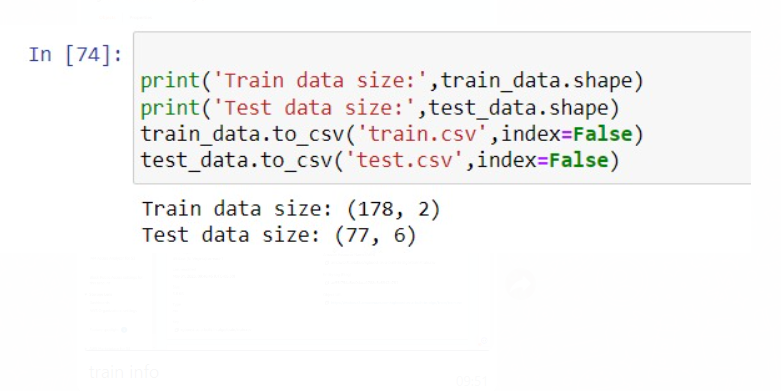 In [74]:
print('Train data size:',train_data.shape)
print('Test data size:',test_data.shape)
train_data.to_csv('train.csv',index=False)
test_data.to_csv('test.csv',index=False)
Train data size: (178, 2)
Test data size: (77, 6)
train info
09:51